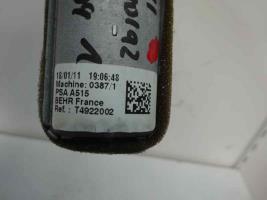 18/01/11 19:06:48
Machine: 0387/1
PSA A515
BEHR France
Ref. : T4922002